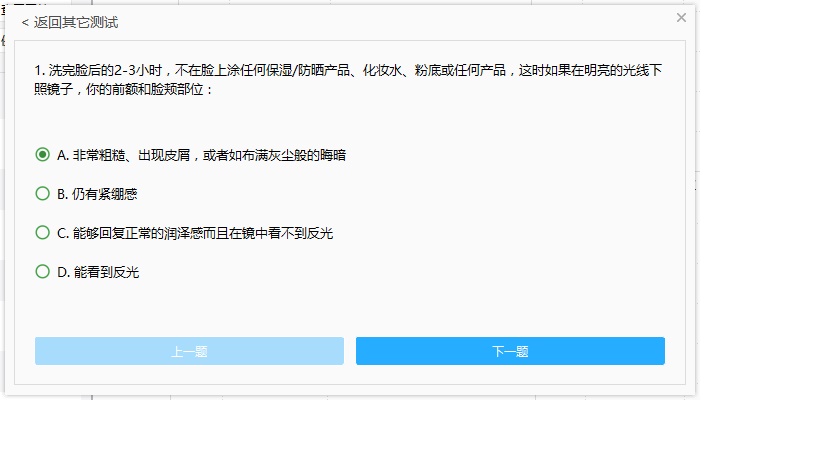 < 返回其它测试
1. 洗完脸后的2-3小时，不在脸上涂任何保湿/防晒产品、化妆水、粉底或任何产品，这时如果在明亮的光线下
照镜子，你的前额和脸颊部位：
A. 非常粗糙、出现皮屑，或者如布满灰尘般的晦暗
B. 仍有紧绷感
C. 能够回复正常的润泽感而且在镜中看不到反光
D. 能看到反光
上一题
下一题